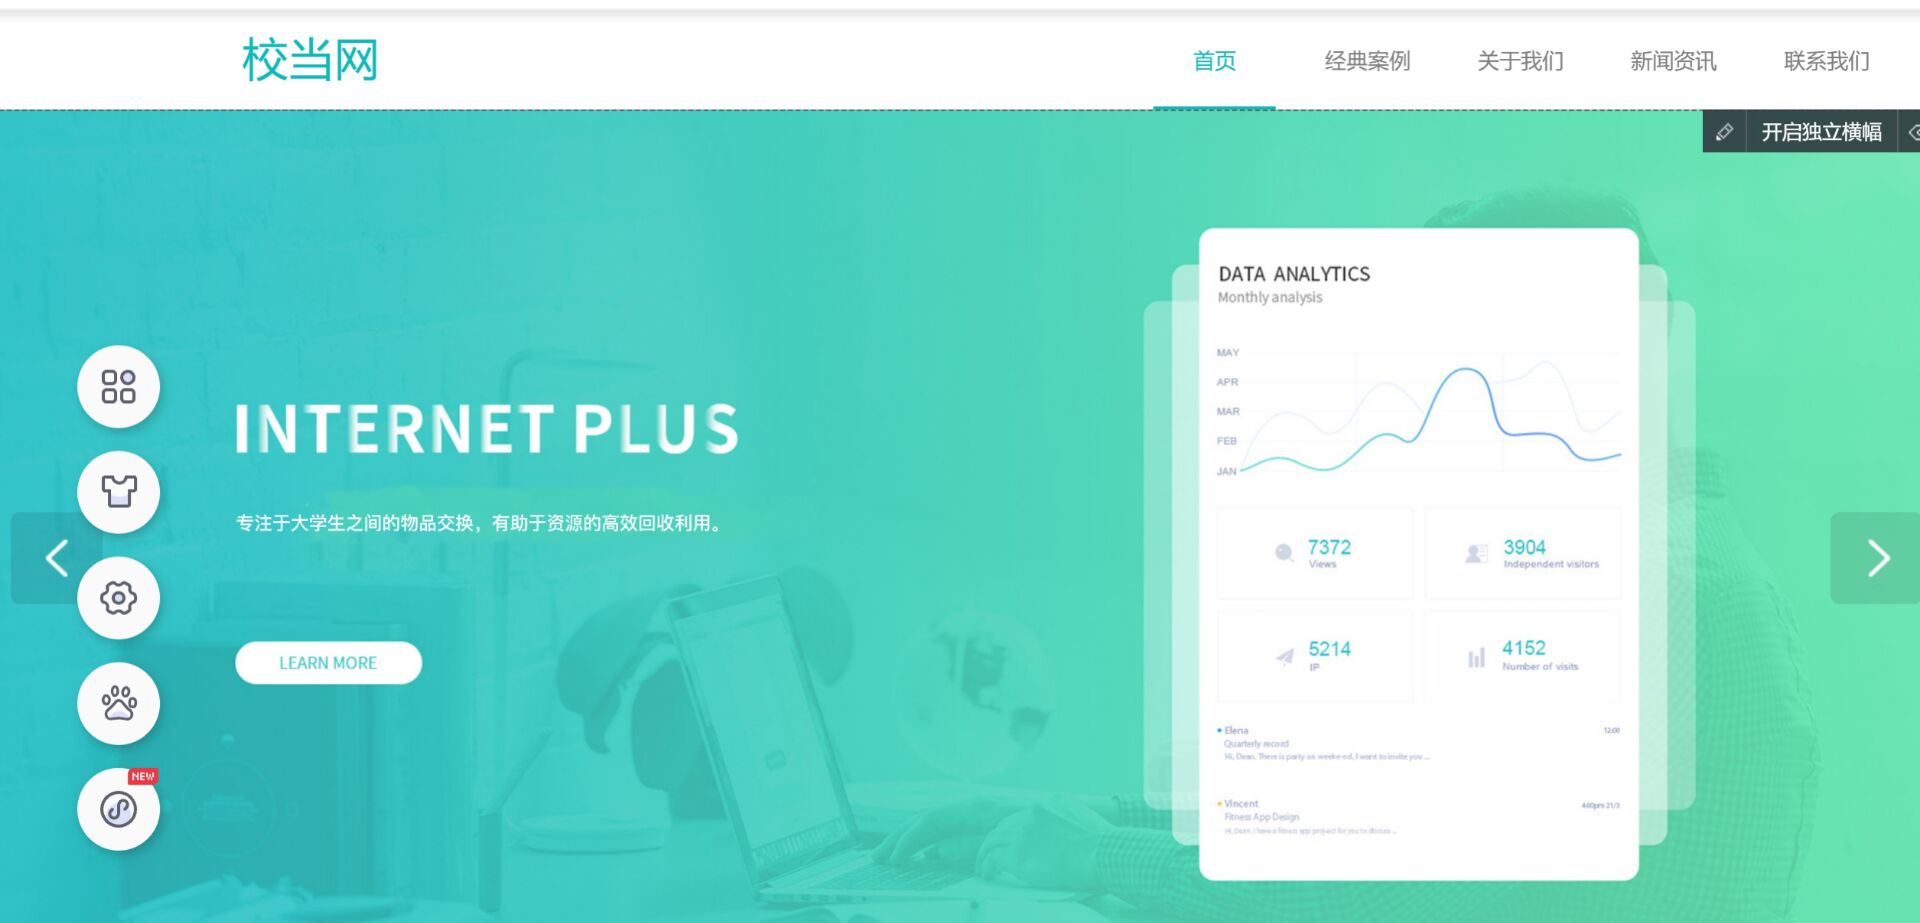 校当网
首页
经典案例
关于我们
新闻资讯
联系我们
开启独立横幅
DATA ANALYTICS
Monthly analysis
MAY
APR
MAR
FEB
JAN
INTERNET PLUS
专注于大学生之间的物品交换，有助于资源的高效回收利用。
LEARN MORE
7372
Views
3904
Independent visitors
5214
IP
4152
Number of visits
Elena
12:00
Quarterly record
Hi, Dean. There is party on weeke-od, I want to invite you ...
Vincent
4:00pm 21/3
Fitness App Design
Hi, Dean. I have a fitness app project for you to discuss ...
NEW